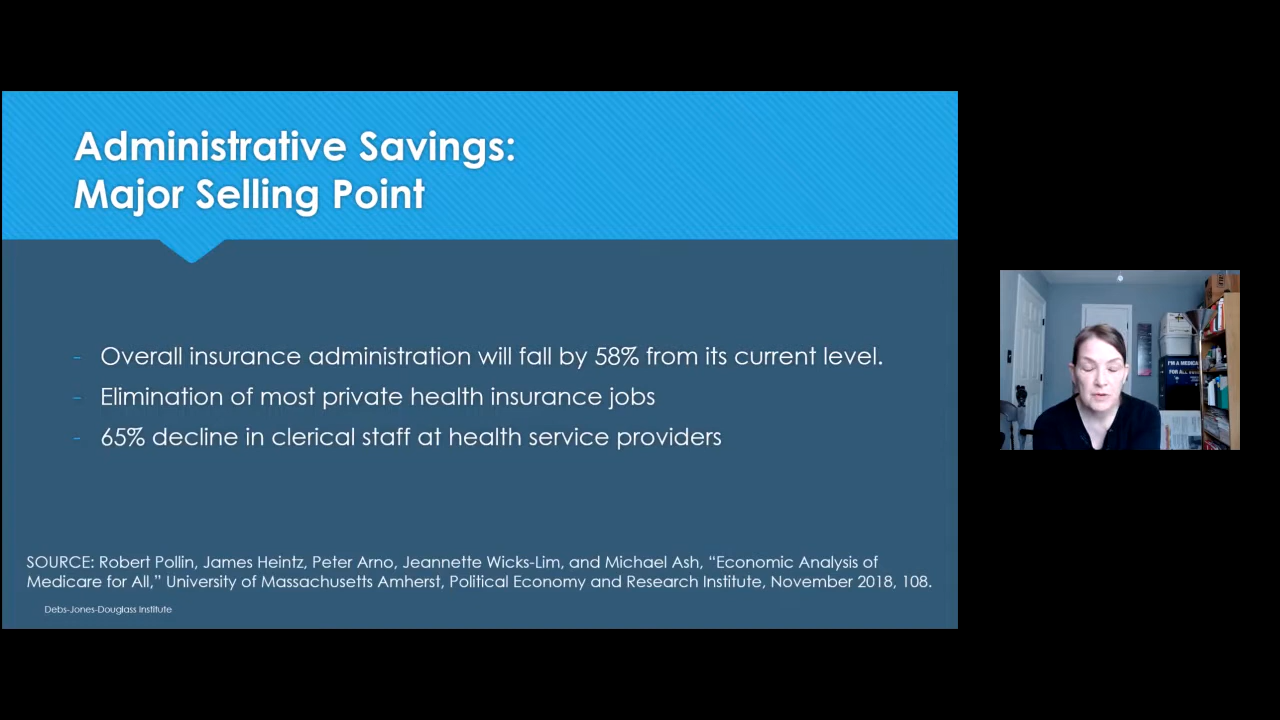 Administrative Savings:
Major Selling Point
- Overall insurance administration will fall by 58% from its current level.
- Elimination of most private health insurance jobs
- 65% decline in clerical staff at health service providers
SOURCE: Robert Pollin, James Heintz, Peter Arno, Jeannette Wicks-Lim, and Michael Ash, “Economic Analysis of
Medicare for All,” University of Massachusetts Amherst, Political Economy and Research Institute, November 2018, 108.
Debs-Jones-Douglass Institute
I'M A MEDICA
FOR ALL